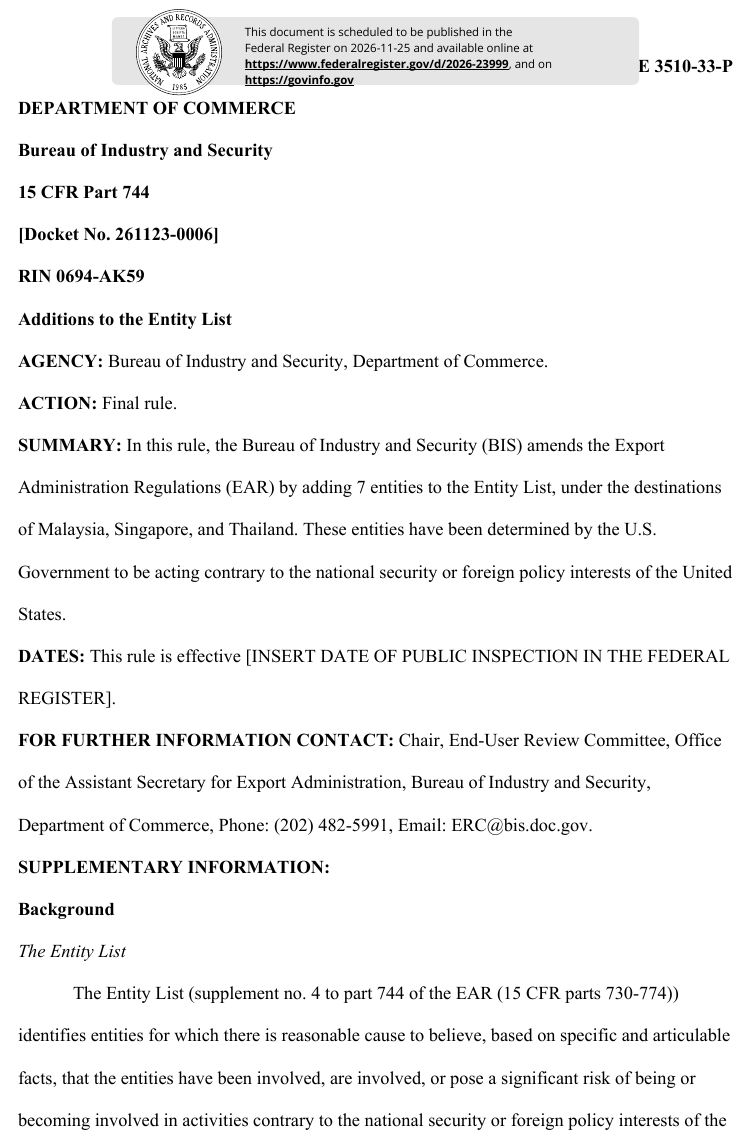 This document is scheduled to be published in the
Federal Register on 2026-11-25 and available online at
https://www.federalregister.gov/d/2026-23999, and on
https://govinfo.gov
E 3510-33-P
NATIONAL ARCHIVES AND RECORDS ADMINISTRATION
1985
DEPARTMENT OF COMMERCE
Bureau of Industry and Security
15 CFR Part 744
[Docket No. 261123-0006]
RIN 0694-AK59
Additions to the Entity List
AGENCY: Bureau of Industry and Security, Department of Commerce.
ACTION: Final rule.
SUMMARY: In this rule, the Bureau of Industry and Security (BIS) amends the Export
Administration Regulations (EAR) by adding 7 entities to the Entity List, under the destinations
of Malaysia, Singapore, and Thailand. These entities have been determined by the U.S.
Government to be acting contrary to the national security or foreign policy interests of the United
States.
DATES: This rule is effective [INSERT DATE OF PUBLIC INSPECTION IN THE FEDERAL
REGISTER].
FOR FURTHER INFORMATION CONTACT: Chair, End-User Review Committee, Office
of the Assistant Secretary for Export Administration, Bureau of Industry and Security,
Department of Commerce, Phone: (202) 482-5991, Email: ERC@bis.doc.gov.
SUPPLEMENTARY INFORMATION:
Background
The Entity List
The Entity List (supplement no. 4 to part 744 of the EAR (15 CFR parts 730-774))
identifies entities for which there is reasonable cause to believe, based on specific and articulable
facts, that the entities have been involved, are involved, or pose a significant risk of being or
becoming involved in activities contrary to the national security or foreign policy interests of the